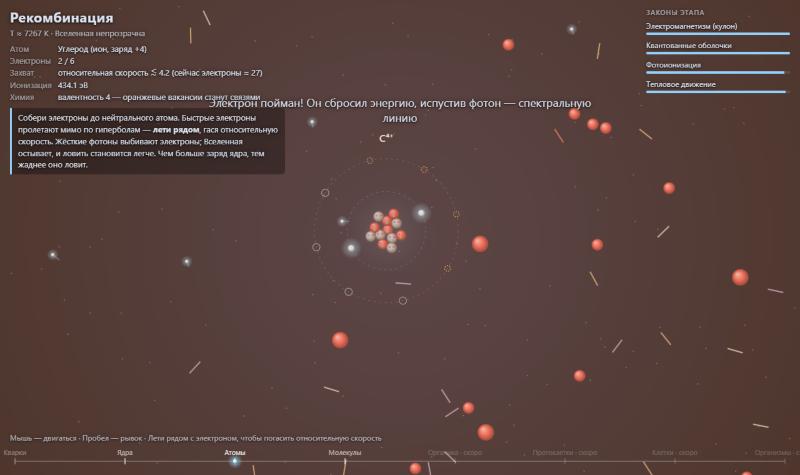 Рекомбинация
T ≈ 7267 K · Вселенная непрозрачна
Атом Углерод (ион, заряд +4)
Электроны 2 / 6
Захват относительная скорость ≲ 4.2 (сейчас электроны ≈ 27)
Ионизация 434.1 эВ
Химия валентность 4 — оранжевые вакансии станут связями
Собери электроны до нейтрального атома. Быстрые электроны
пролетают мимо по гиперболам — лети рядом, гася относительную
скорость. Жёсткие фотоны выбивают электроны; Вселенная
остывает, и ловить становится легче. Чем больше заряд ядра, тем
жаднее оно ловит.
Электрон пойман! Он сбросил энергию, испустив фотон — спектральную
линию
ЗАКОНЫ ЭТАПА
Электромагнетизм (кулон)
Квантованные оболочки
Фотоионизация
Тепловое движение
C⁴⁺
Мышь — двигаться · Пробел — рывок · Лети рядом с электроном, чтобы погасить относительную скорость
Кварки Ядра Атомы Молекулы Органика · скоро Протоклетки · скоро Клетки · скоро Организмы · с